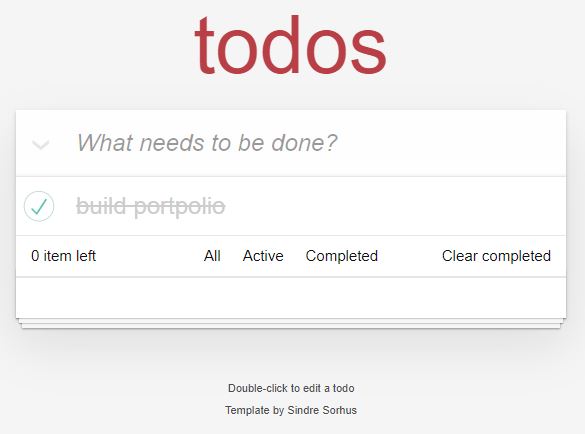 todos
What needs to be done?
build portpolio
0 item left All Active Completed Clear completed
Double-click to edit a todo
Template by Sindre Sorhus